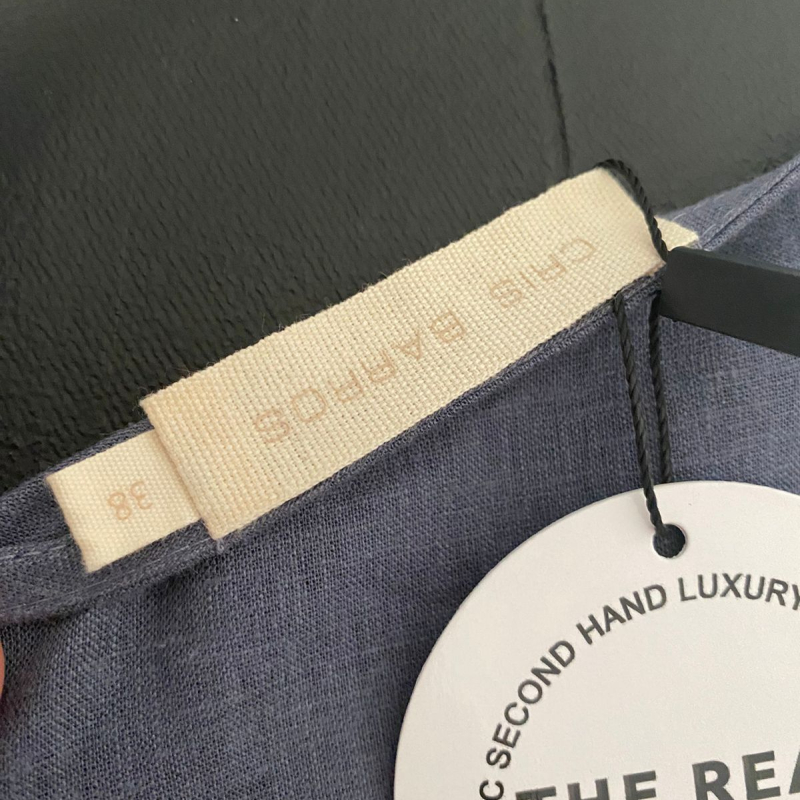 CRIS BARROS
38
C SECOND HAND LUXURY
THE REA